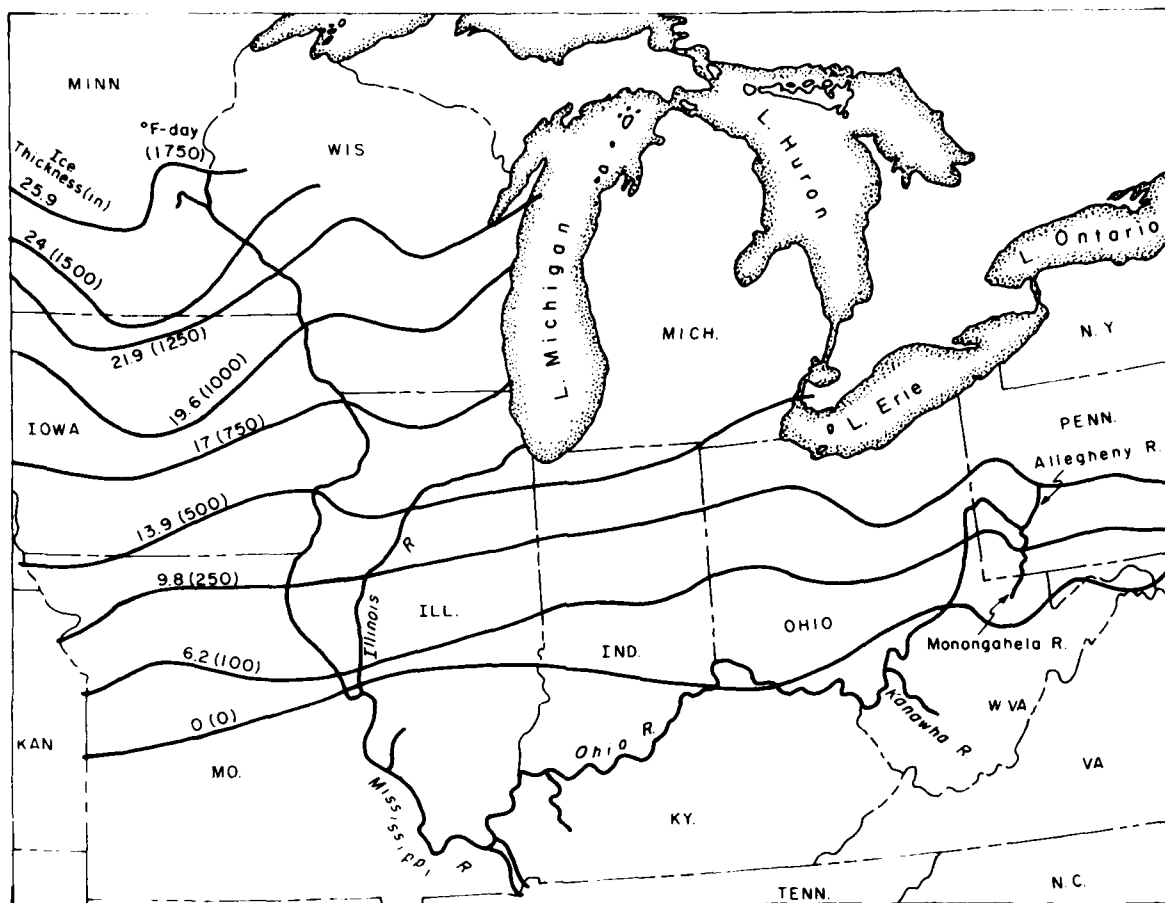 MINN
°F-day
(1750)
WIS
Ice
Thickness(in)
25.9
24 (1500)
21.9 (1250)
19.6 (1000)
IOWA
17 (750)
13.9 (500)
9.8 (250)
6.2 (100)
0 (0)
KAN
MO.
Illinois
R
ILL.
IND.
OHIO
Mississippi
R
Ohio R.
KY.
TENN.
N.C.
VA
W VA
Kanawha R
Monongahela R.
Allegheny R.
PENN.
N.Y
MICH.
L. Michigan
L. Huron
L. Erie
L. Ontario